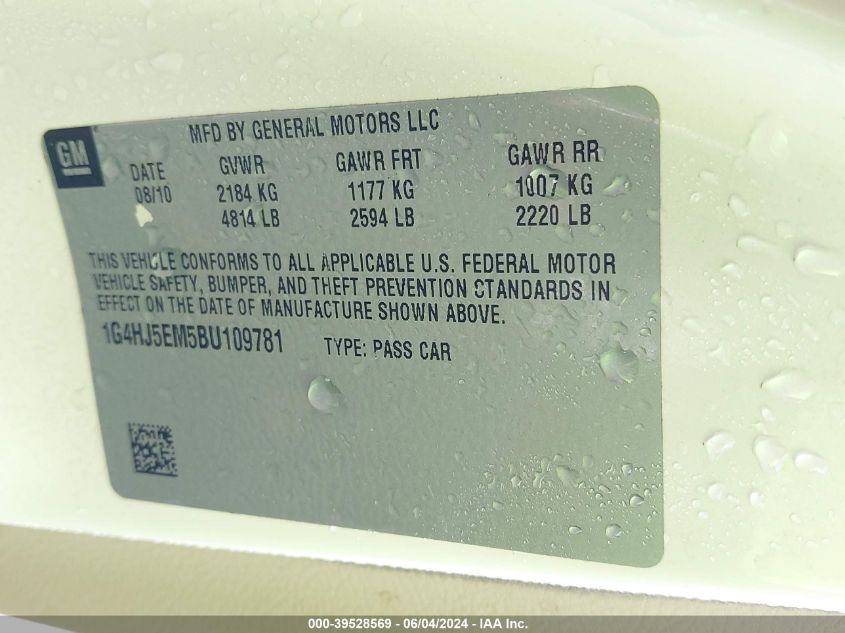 GM
MFD BY GENERAL MOTORS LLC
DATE GVWR GAWR FRT GAWR RR
08/10 2184 KG 1177 KG 1007 KG
4814 LB 2594 LB 2220 LB
THIS VEHICLE CONFORMS TO ALL APPLICABLE U.S. FEDERAL MOTOR
VEHICLE SAFETY, BUMPER, AND THEFT PREVENTION STANDARDS IN
EFFECT ON THE DATE OF MANUFACTURE SHOWN ABOVE.
1G4HJ5EM5BU109781 TYPE: PASS CAR
000-39528569 - 06/04/2024 - IAA Inc.